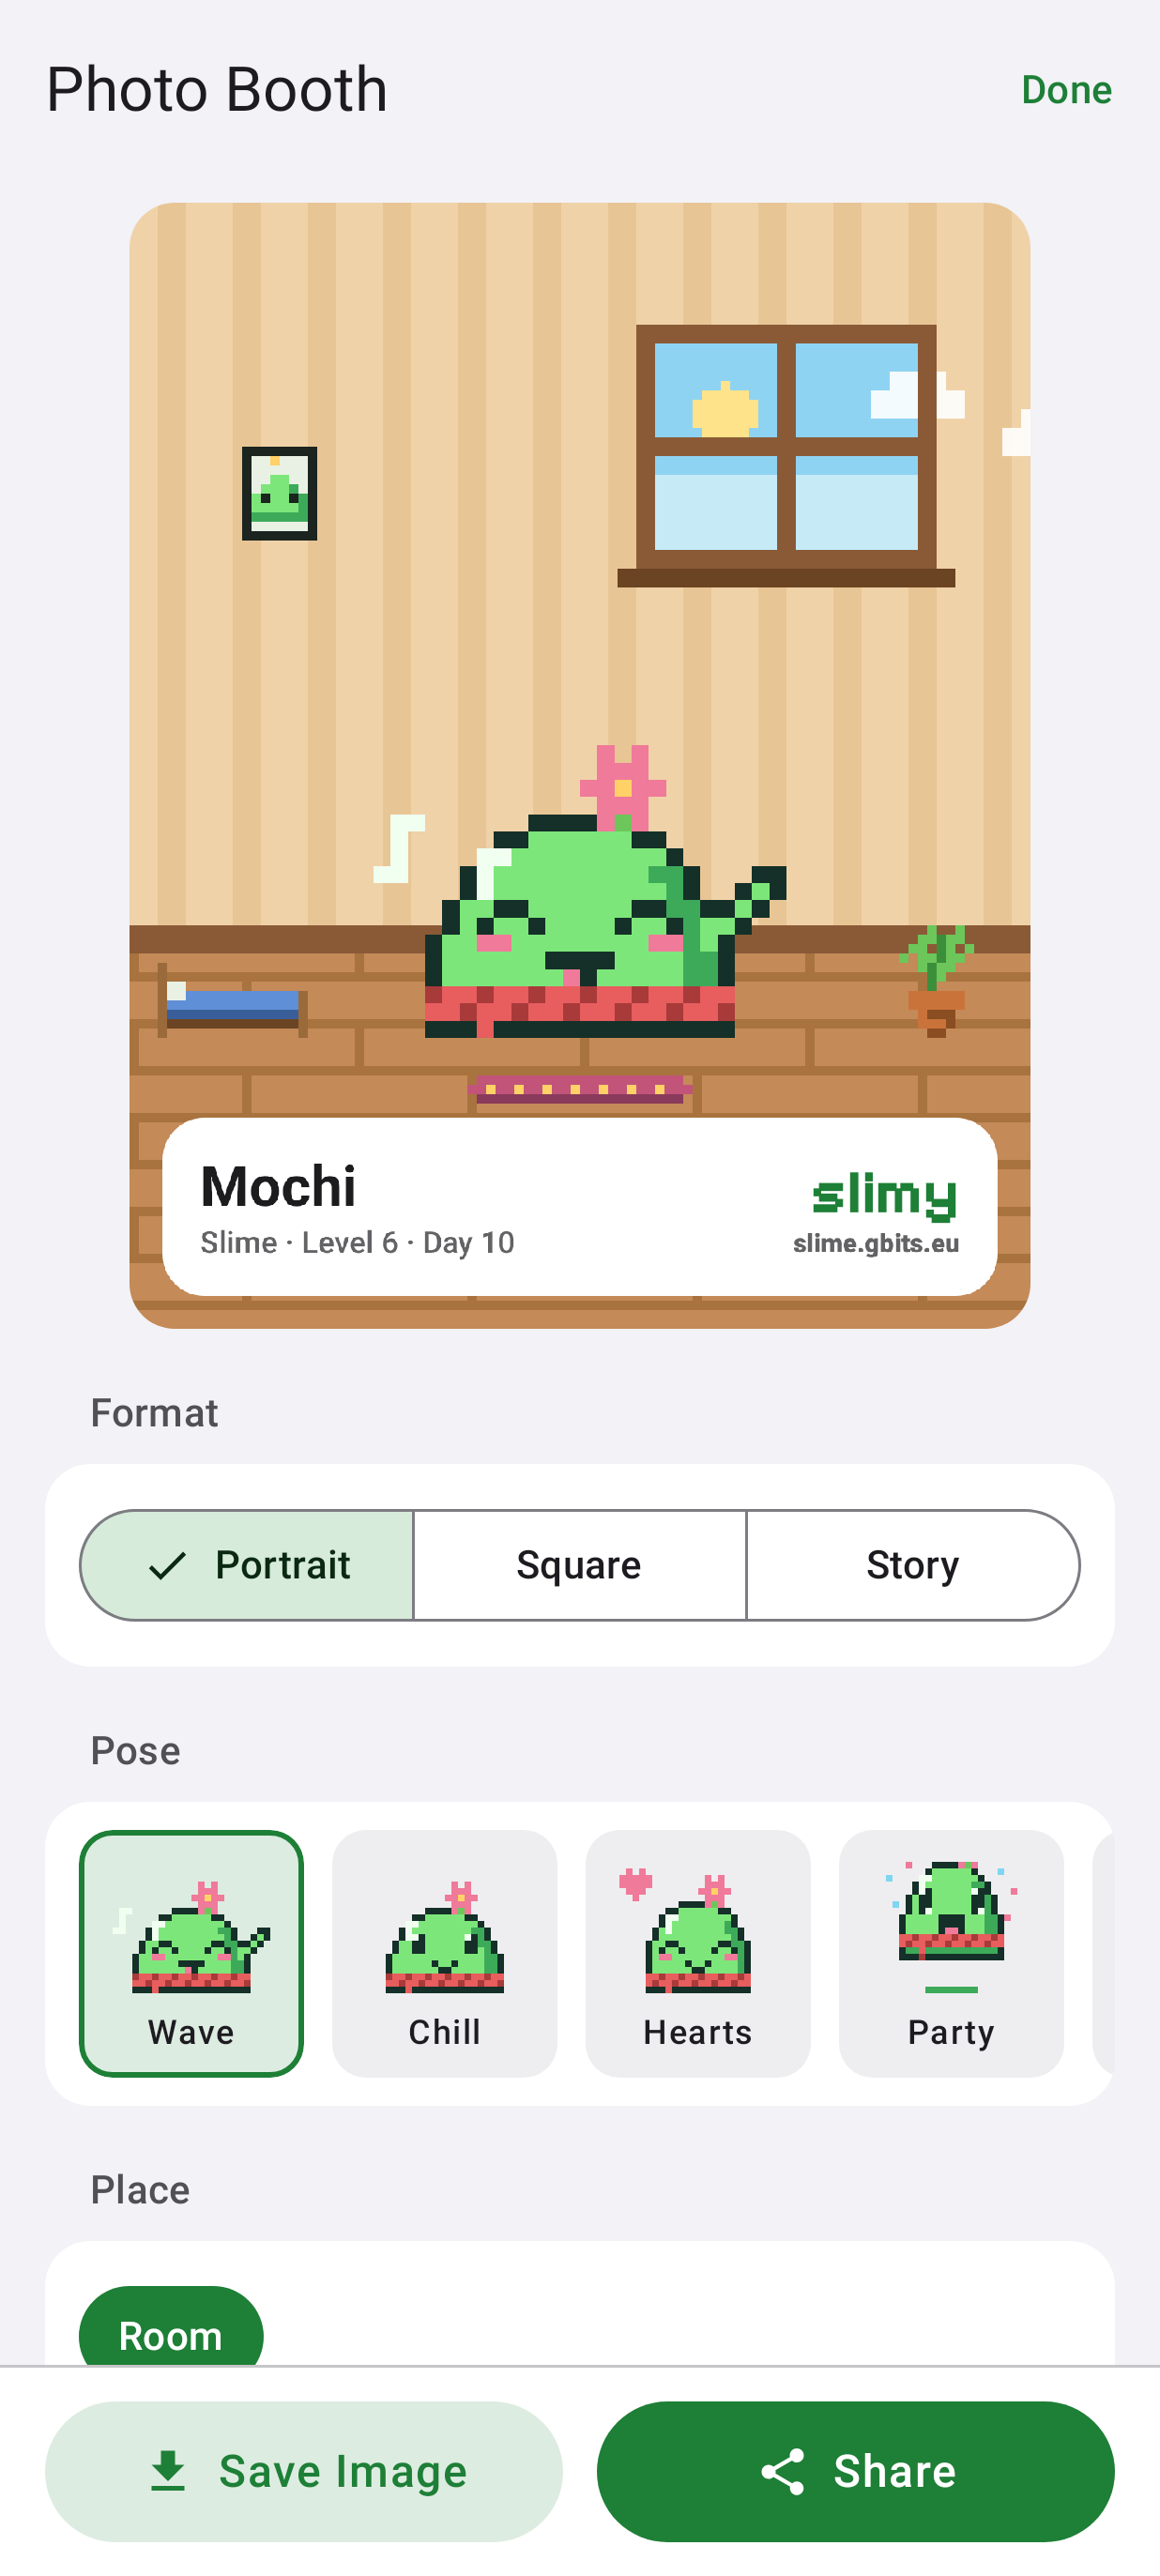 Photo Booth
Done
Mochi
Slime · Level 6 · Day 10
slimy
slime.gbits.eu
Format
Portrait
Square
Story
Pose
Wave
Chill
Hearts
Party
Place
Room
Save Image
Share